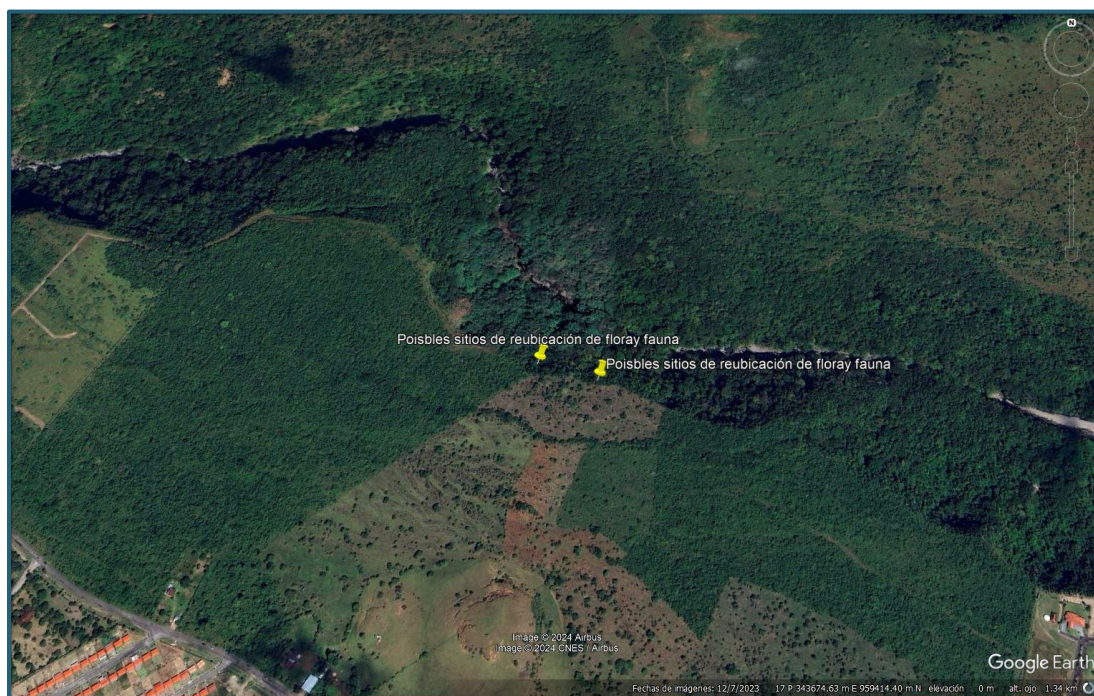 N
Poisbles sitios de reubicación de floray fauna
Poisbles sitios de reubicación de floray fauna
Image © 2024 Airbus
Image © 2024 CNES / Airbus
Google Earth
Fechas de imágenes: 12/7/2023 17 P 343674.63 m E 959414.40 m N elevación 0 m alt. ojo 1.34 km